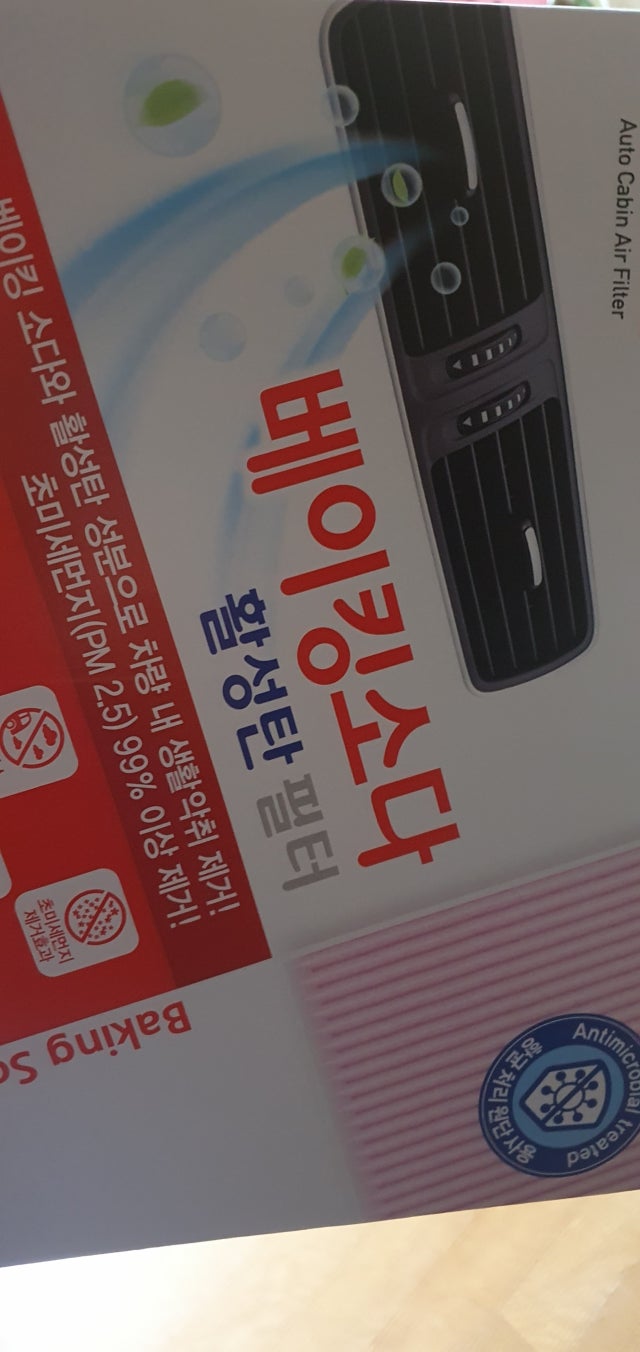 Auto Cabin Air Filter
베이킹소다
활성탄 필터
베이킹 소다와 활성탄 성분으로 차량 내 생활악취 제거!
초미세먼지(PM 2.5) 99% 이상 제거!
초미세먼지
제거효과
Antimicrobial treated
항균처리원단사용
Baking So